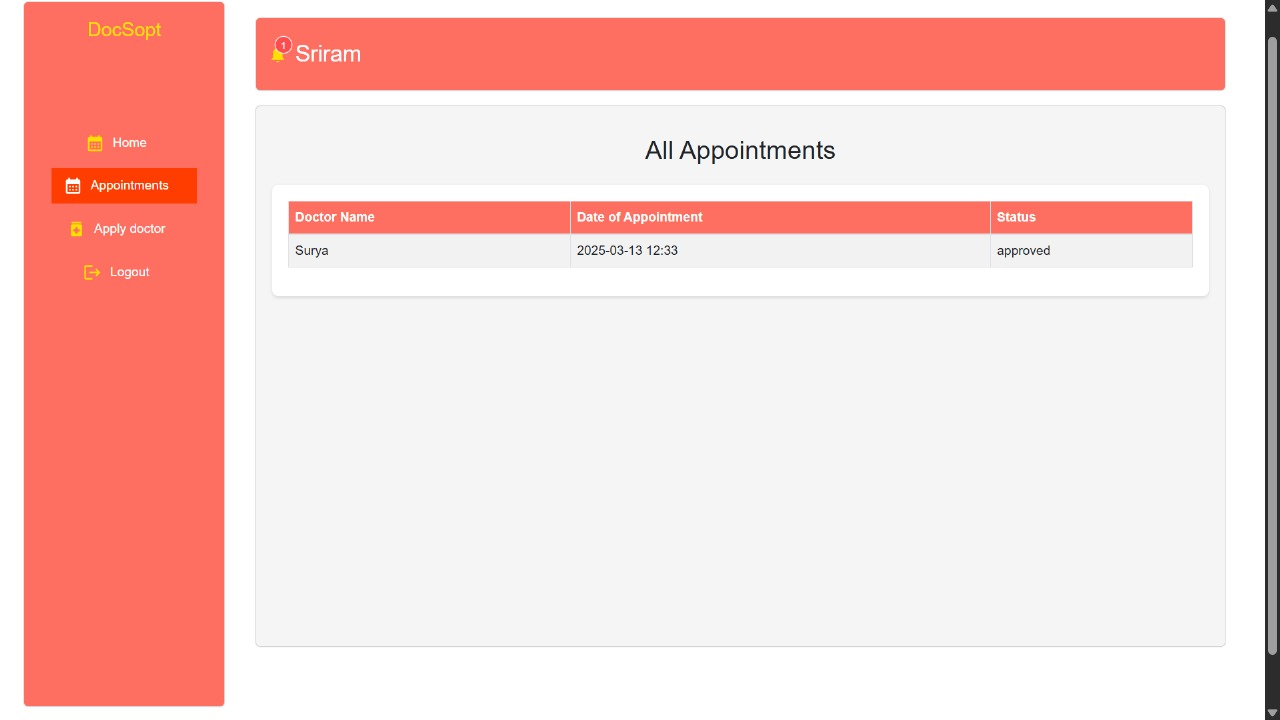 DocSopt
Home
Appointments
Apply doctor
Logout
1
Sriram
All Appointments
Doctor Name Date of Appointment Status
Surya 2025-03-13 12:33 approved